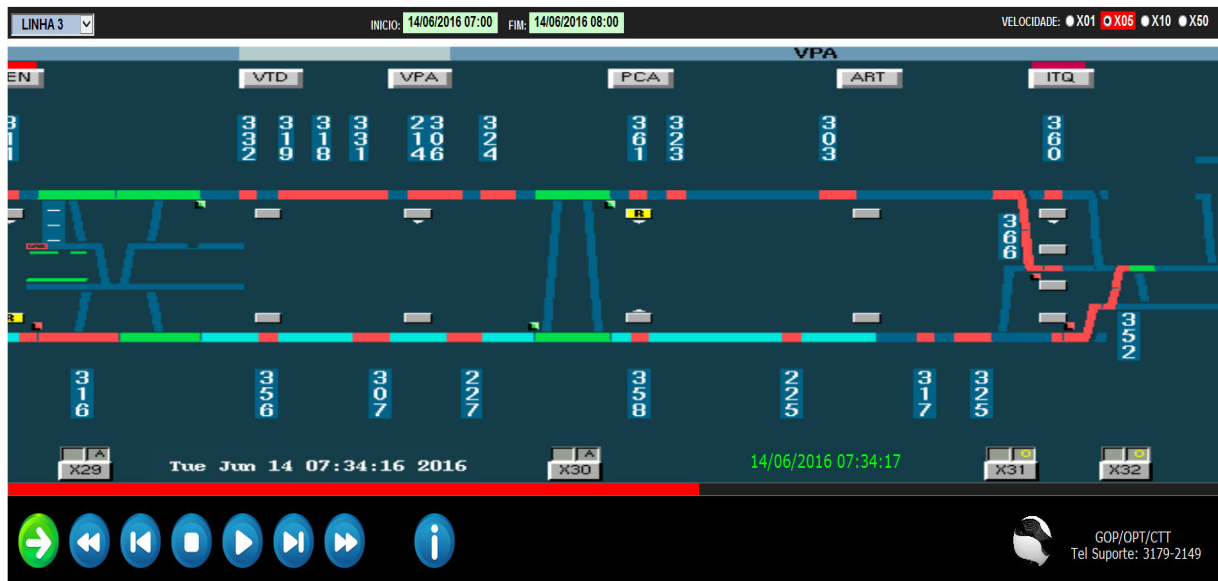 LINHA 3 INICIO: 14/06/2016 07:00 FIM: 14/06/2016 08:00 VELOCIDADE: X01 X05 X10 X50
VPA
EN VTD VPA PCA ART ITQ
332 319 318 331 214 306 324 361 323 303 360
R
366
R
352
316 356 307 227 358 225 317 325
A A O O
X29 Tue Jun 14 07:34:16 2016 X30 14/06/2016 07:34:17 X31 X32
GOP/OPT/CTT
Tel Suporte: 3179-2149